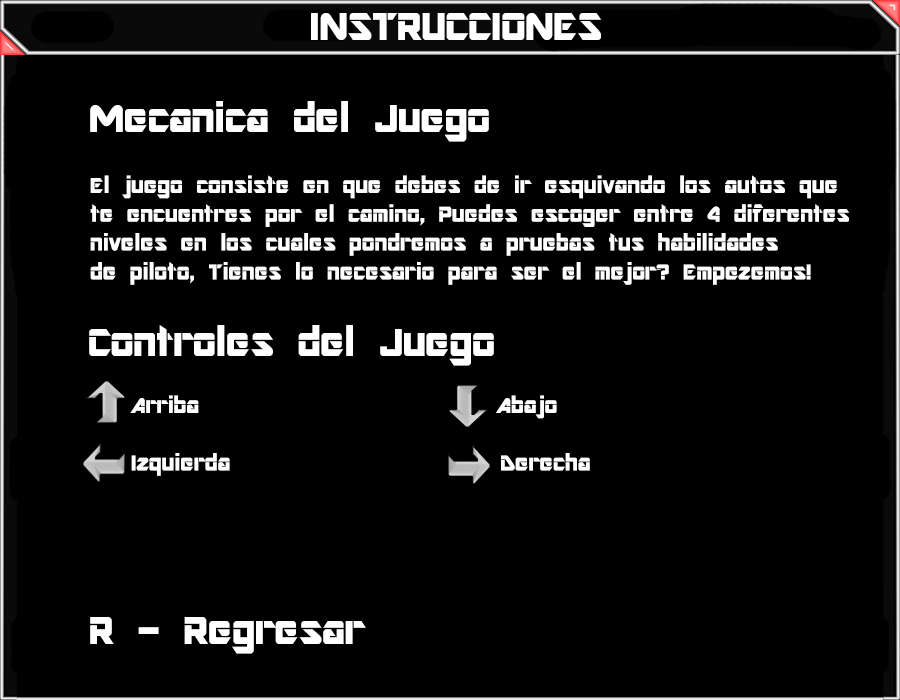 INSTRUCCIONES
Mecanica del Juego
El juego consiste en que debes de ir esquivando los autos que
te encuentres por el camino, Puedes escoger entre 4 diferentes
niveles en los cuales pondremos a pruebas tus habilidades
de piloto, Tienes lo necesario para ser el mejor? Empezemos!
Controles del Juego
Arriba
Abajo
Izquierda
Derecha
R - Regresar